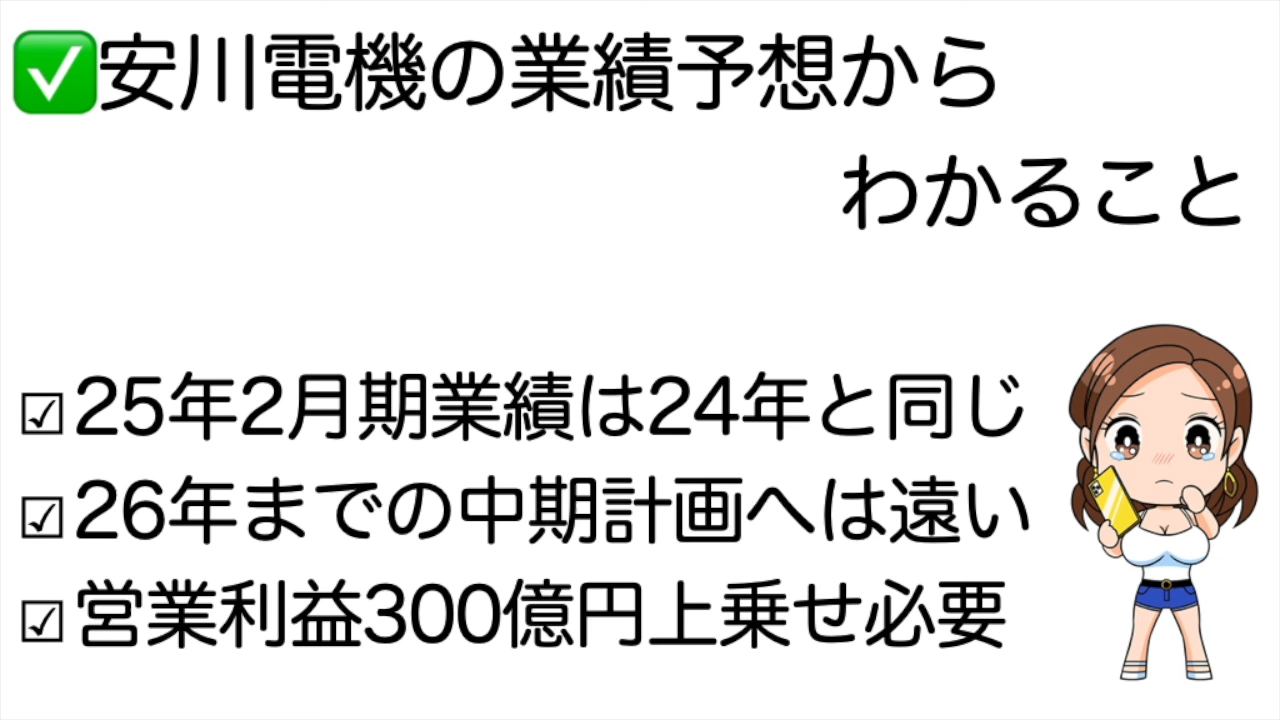 ✅安川電機の業績予想から
わかること
☑25年2月期業績は24年と同じ
☑26年までの中期計画へは遠い
☑営業利益300億円上乗せ必要